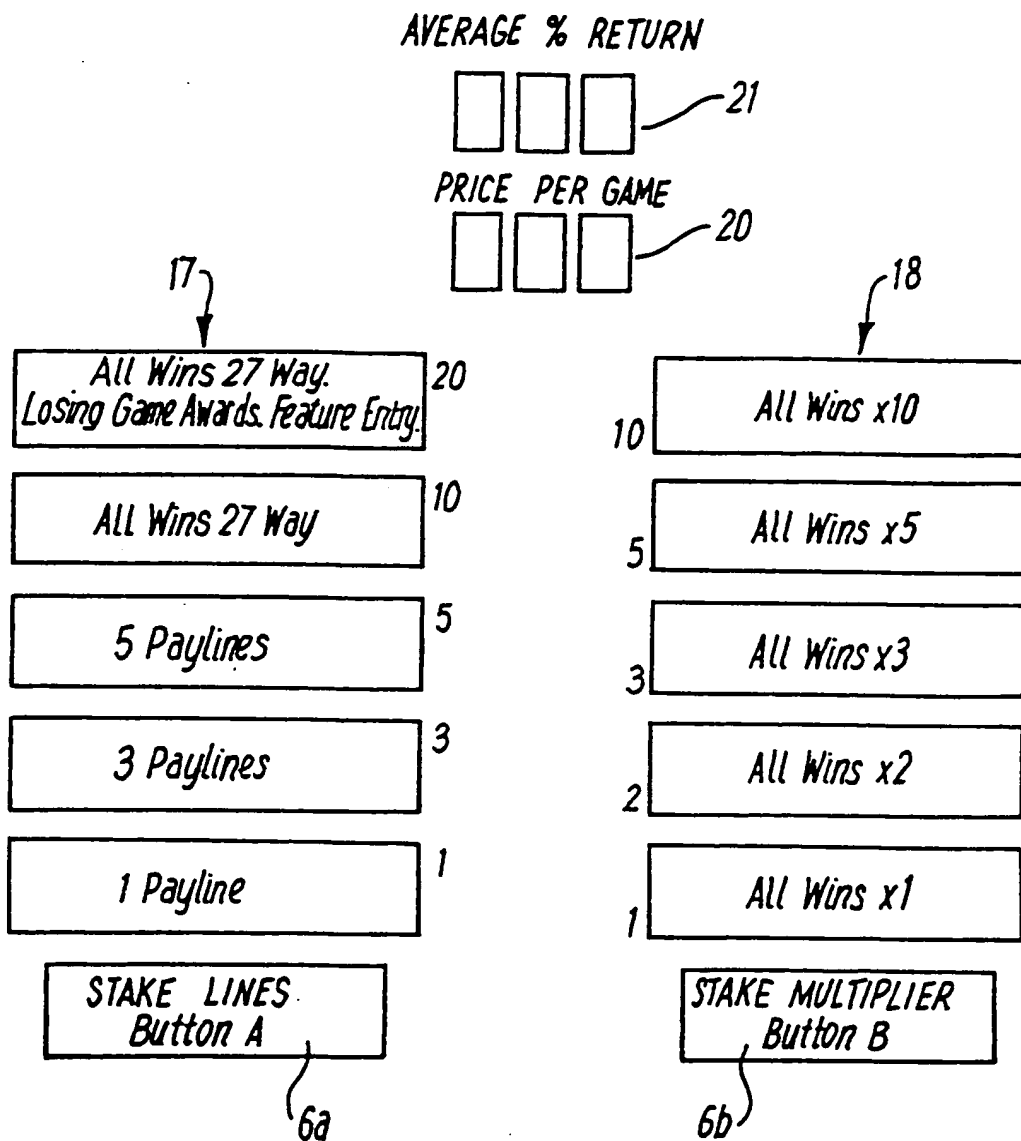 AVERAGE % RETURN
21
PRICE PER GAME
20
17
18
All Wins 27 Way.
Losing Game Awards. Feature Entry.
20
All Wins x10
10
All Wins 27 Way
10
All Wins x5
5
5 Paylines
5
All Wins x3
3
3 Paylines
3
All Wins x2
2
1 Payline
1
All Wins x1
1
STAKE LINES
Button A
STAKE MULTIPLIER
Button B
6a
6b